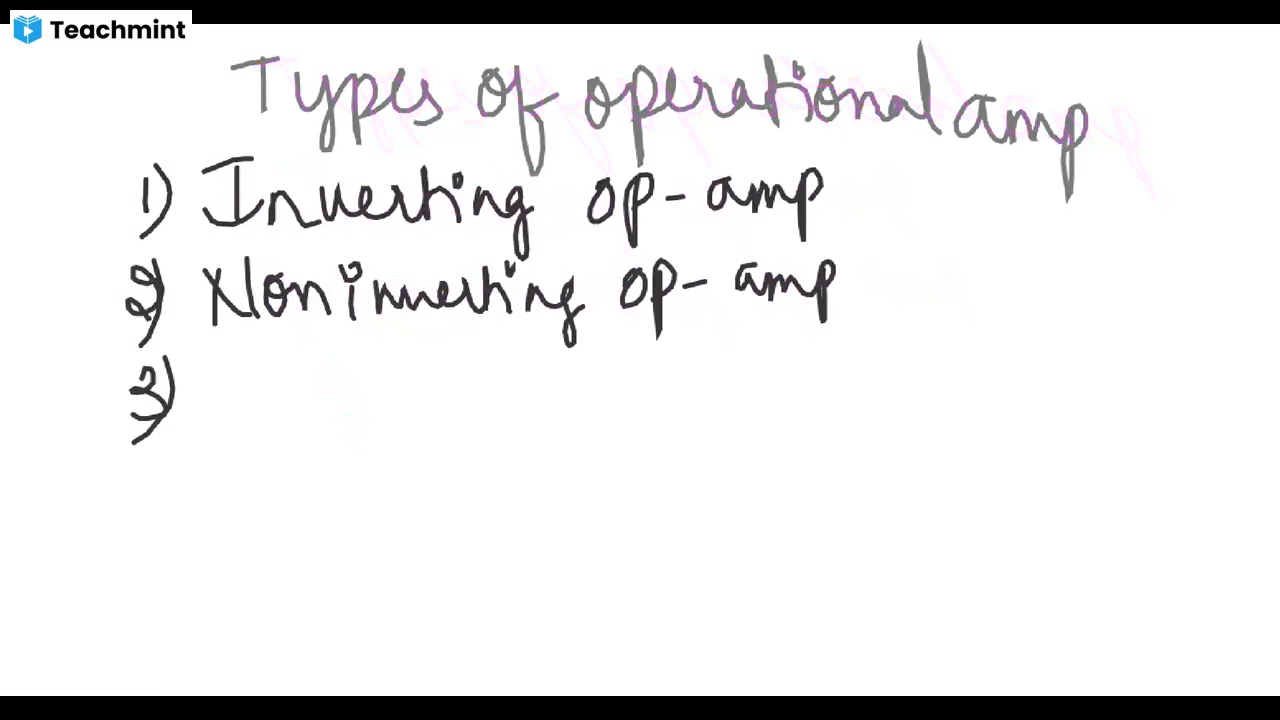 Teachmint
Types of operational amp
1) Inverting op-amp
2) Noninverting op-amp
3)